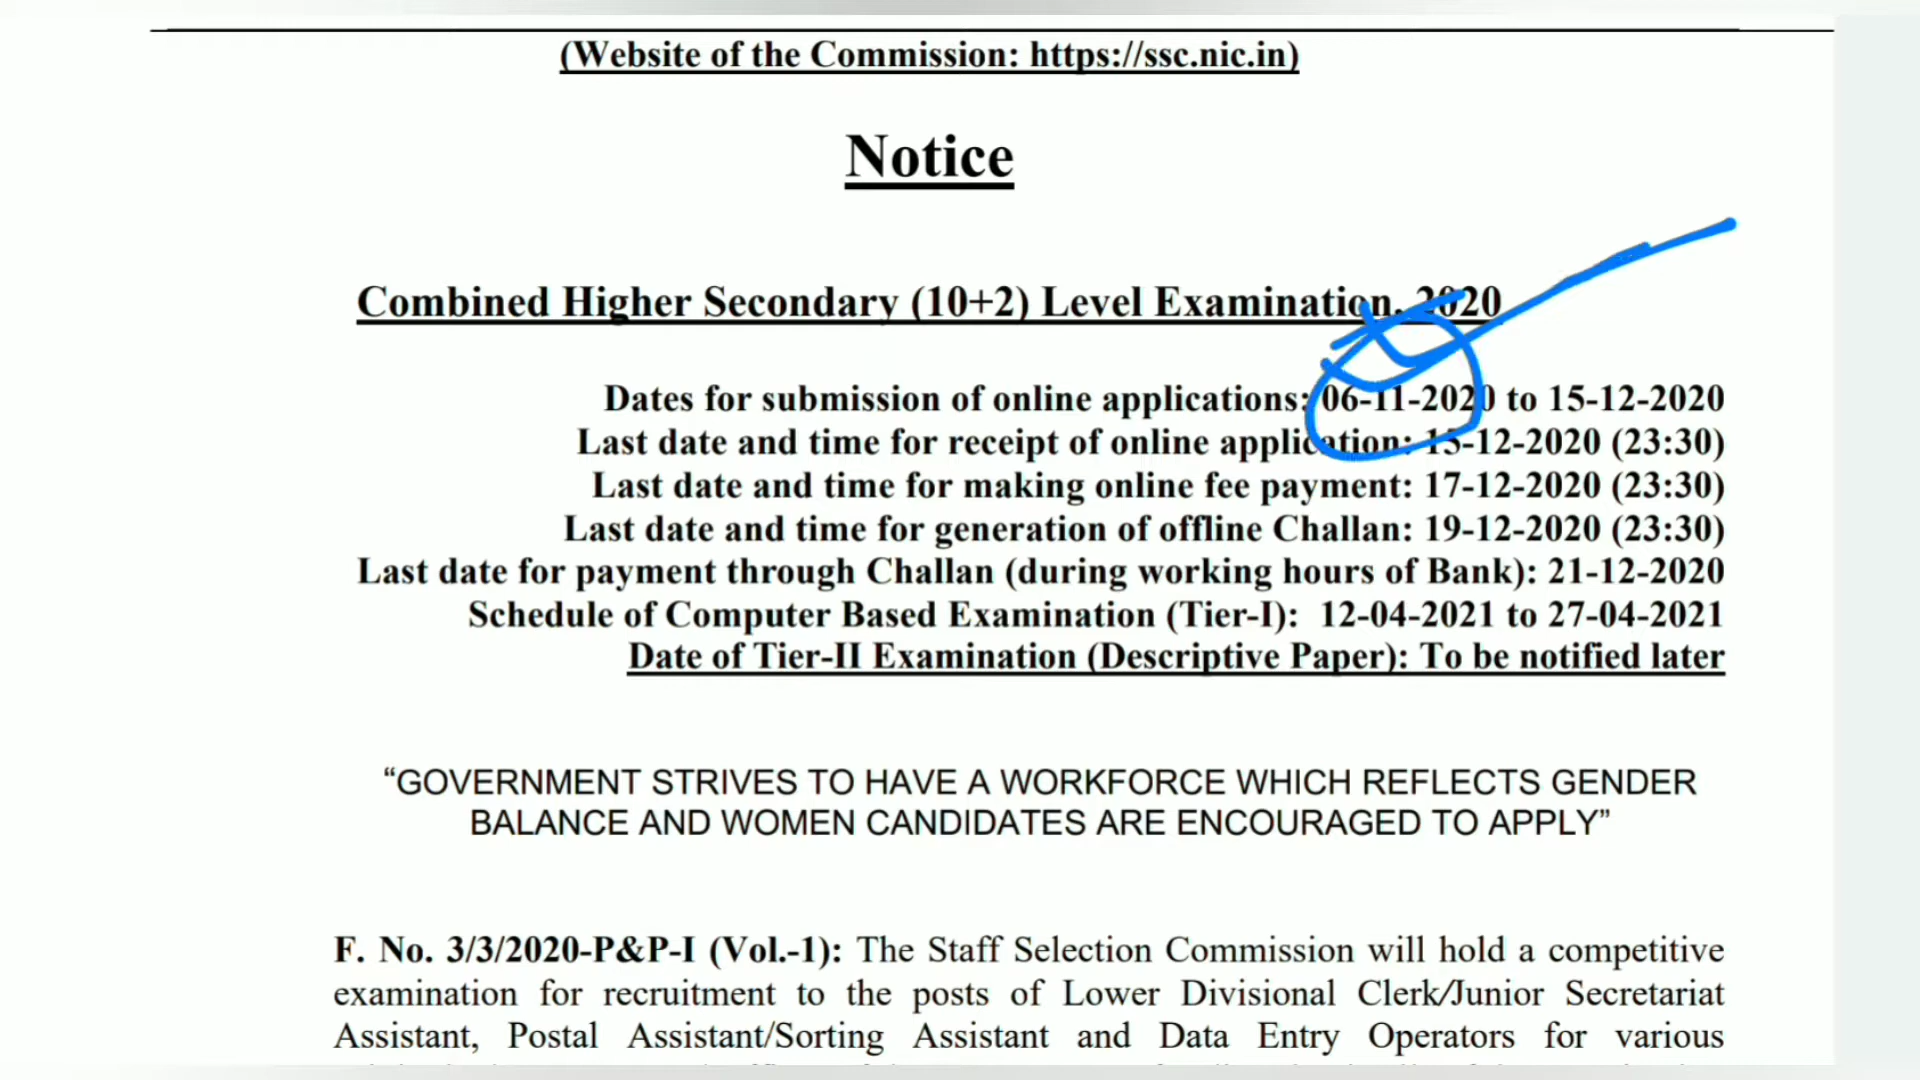 (Website of the Commission: https://ssc.nic.in)
Notice
Combined Higher Secondary (10+2) Level Examination, 2020
Dates for submission of online applications: 06-11-2020 to 15-12-2020
Last date and time for receipt of online application: 15-12-2020 (23:30)
Last date and time for making online fee payment: 17-12-2020 (23:30)
Last date and time for generation of offline Challan: 19-12-2020 (23:30)
Last date for payment through Challan (during working hours of Bank): 21-12-2020
Schedule of Computer Based Examination (Tier-I): 12-04-2021 to 27-04-2021
Date of Tier-II Examination (Descriptive Paper): To be notified later
“GOVERNMENT STRIVES TO HAVE A WORKFORCE WHICH REFLECTS GENDER
BALANCE AND WOMEN CANDIDATES ARE ENCOURAGED TO APPLY”
F. No. 3/3/2020-P&P-I (Vol.-1): The Staff Selection Commission will hold a competitive
examination for recruitment to the posts of Lower Divisional Clerk/Junior Secretariat
Assistant, Postal Assistant/Sorting Assistant and Data Entry Operators for various